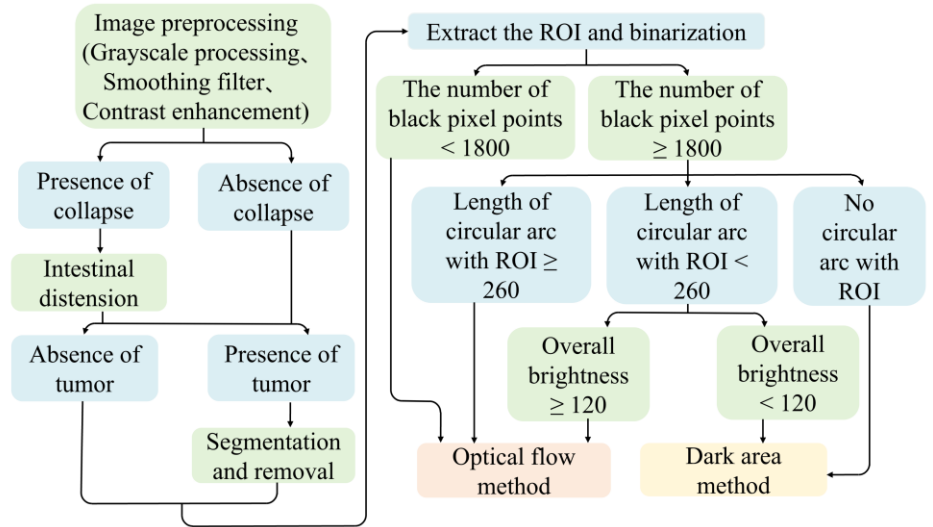 Image preprocessing
(Grayscale processing、
Smoothing filter、
Contrast enhancement)
Presence of
collapse
Absence of
collapse
Intestinal
distension
Absence of
tumor
Presence of
tumor
Segmentation
and removal
Extract the ROI and binarization
The number of
black pixel points
< 1800
The number of
black pixel points
≥ 1800
Length of
circular arc
with ROI ≥
260
Length of
circular arc
with ROI <
260
No
circular
arc with
ROI
Overall
brightness
≥ 120
Overall
brightness
< 120
Optical flow
method
Dark area
method